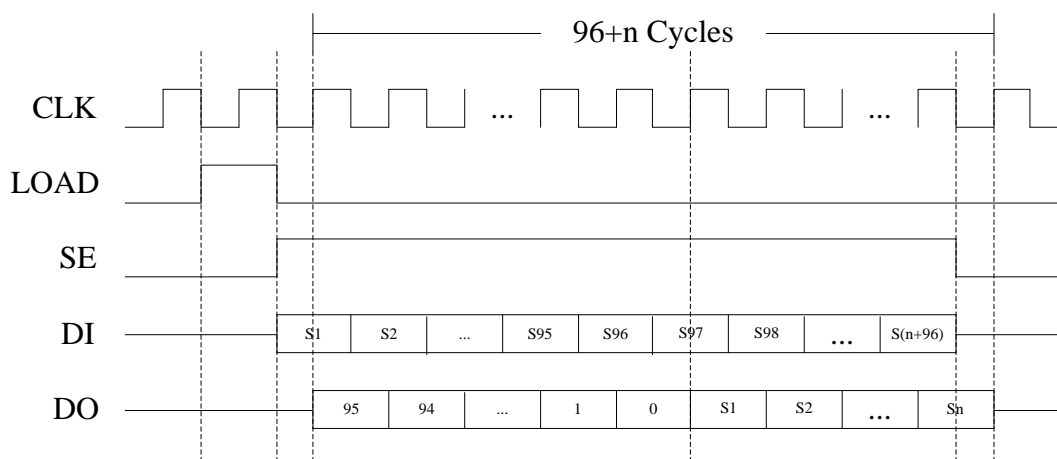 96+n Cycles
CLK ... ...
LOAD
SE
DI S1 S2 ... S95 S96 S97 S98 ... S(n+96)
DO 95 94 ... 1 0 S1 S2 ... Sn